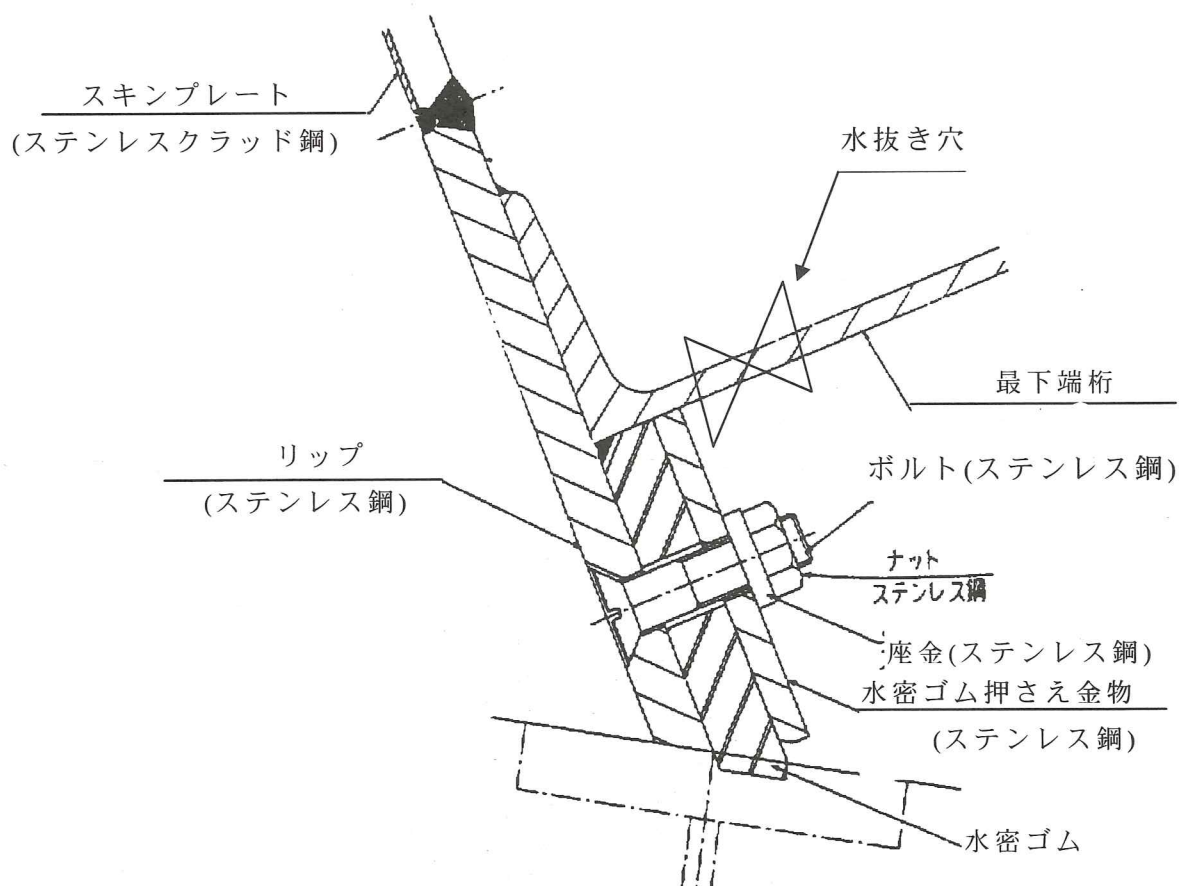 スキンプレート
(ステンレスクラッド鋼)
水抜き穴
最下端桁
リップ
(ステンレス鋼)
ボルト(ステンレス鋼)
ナット
ステンレス鋼
座金(ステンレス鋼)
水密ゴム押さえ金物
(ステンレス鋼)
水密ゴム